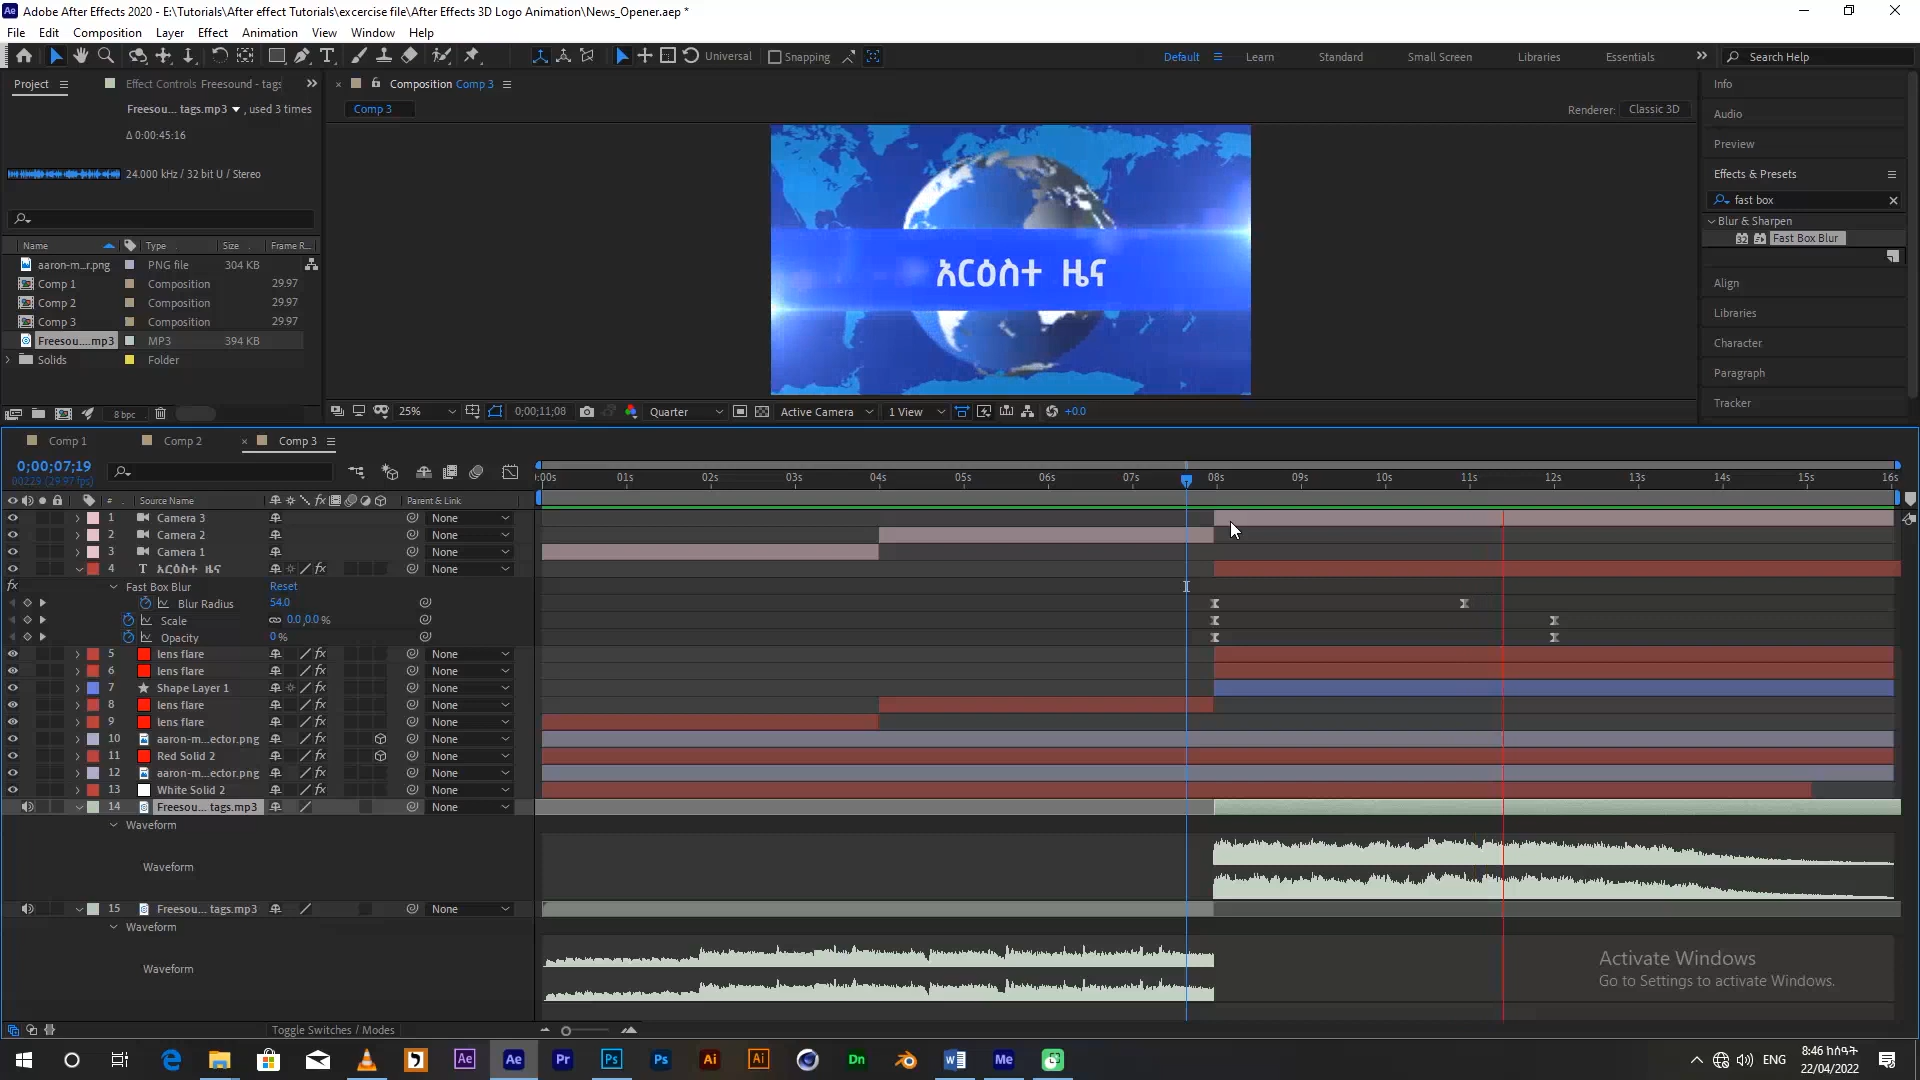 Adobe After Effects 2020 - E:\Tutorials\After effect Tutorials\excercise file\After Effects 3D Logo Animation\News_Opener.aep *
File Edit Composition Layer Effect Animation View Window Help
Universal Snapping Default Learn Standard Small Screen Libraries Essentials Search Help
Project Effect Controls Freesound - tags
Freesou... tags.mp3 , used 3 times
Δ 0:00:45:16
24.000 kHz / 32 bit U / Stereo
Name Type Size Frame R...
aaron-m_r.png PNG file 304 KB
Comp 1 Composition 29.97
Comp 2 Composition 29.97
Comp 3 Composition 29.97
Freesou....mp3 MP3 394 KB
Solids Folder
8 bpc
Composition Comp 3
Comp 3
Renderer: Classic 3D
አርዕስተ ዜና
25% 0;00;11;08 Quarter Active Camera 1 View +0.0
Info
Audio
Preview
Effects & Presets
fast box
Blur & Sharpen
Fast Box Blur
Align
Libraries
Character
Paragraph
Tracker
Comp 1 Comp 2 Comp 3
0;00;07;19
00229 (29.97 fps)
:00s 01s 02s 03s 04s 05s 06s 07s 08s 09s 10s 11s 12s 13s 14s 15s 16s
# Source Name Parent & Link
1 Camera 3 None
2 Camera 2 None
3 Camera 1 None
4 T አርዕስተ ዜና None
fx Fast Box Blur Reset
Blur Radius 54.0
Scale 0.0,0.0%
Opacity 0%
5 lens flare None
6 lens flare None
7 Shape Layer 1 None
8 lens flare None
9 lens flare None
10 aaron-m...ector.png None
11 Red Solid 2 None
12 aaron-m...ector.png None
13 White Solid 2 None
14 Freesou... tags.mp3 None
Waveform
Waveform
15 Freesou... tags.mp3 None
Waveform
Waveform
Activate Windows
Go to Settings to activate Windows.
Toggle Switches / Modes
Ae Ae Pr Ps Ps Ai Ai Dn Me
ENG
8:46 ከሰዓት
22/04/2022